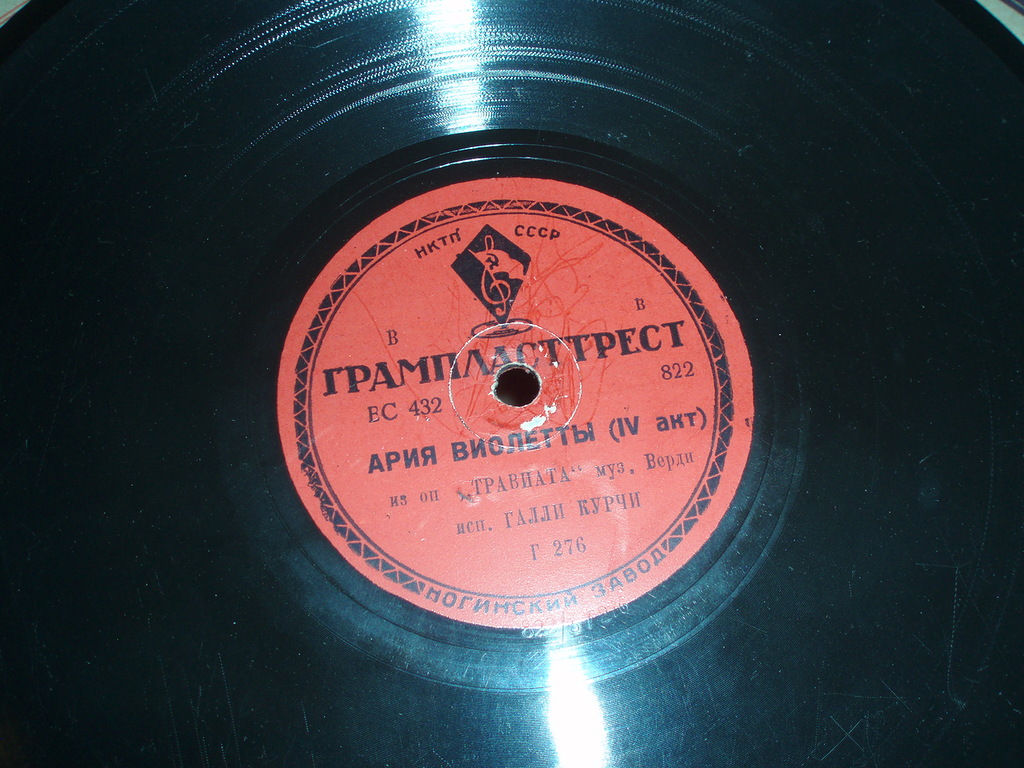 НКТП СССР
В В
ГРАМПЛАСТТРЕСТ
ВС 432 822
АРИЯ ВИОЛЕТТЫ (IV акт)
из оп „ТРАВИАТА“ муз. Верди
исп. ГАЛЛИ КУРЧИ
Г 276
НОГИНСКИЙ ЗАВОД